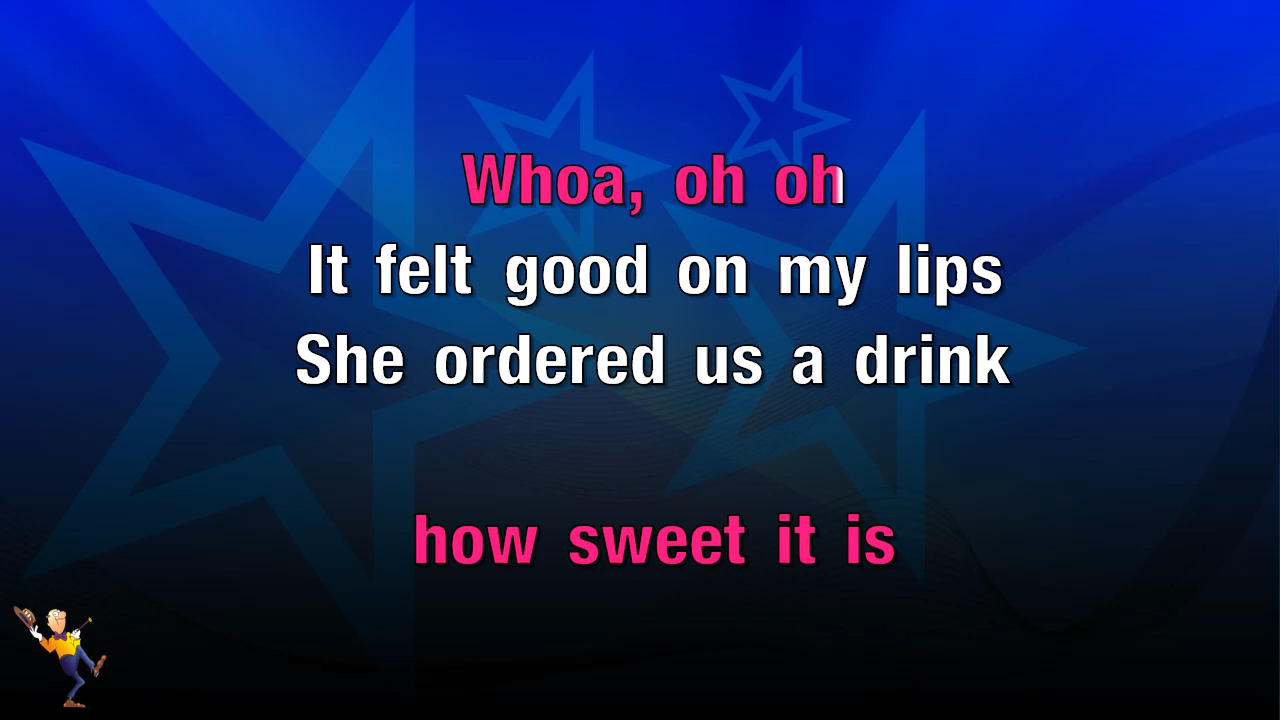 Whoa, oh oh
It felt good on my lips
She ordered us a drink
how sweet it is